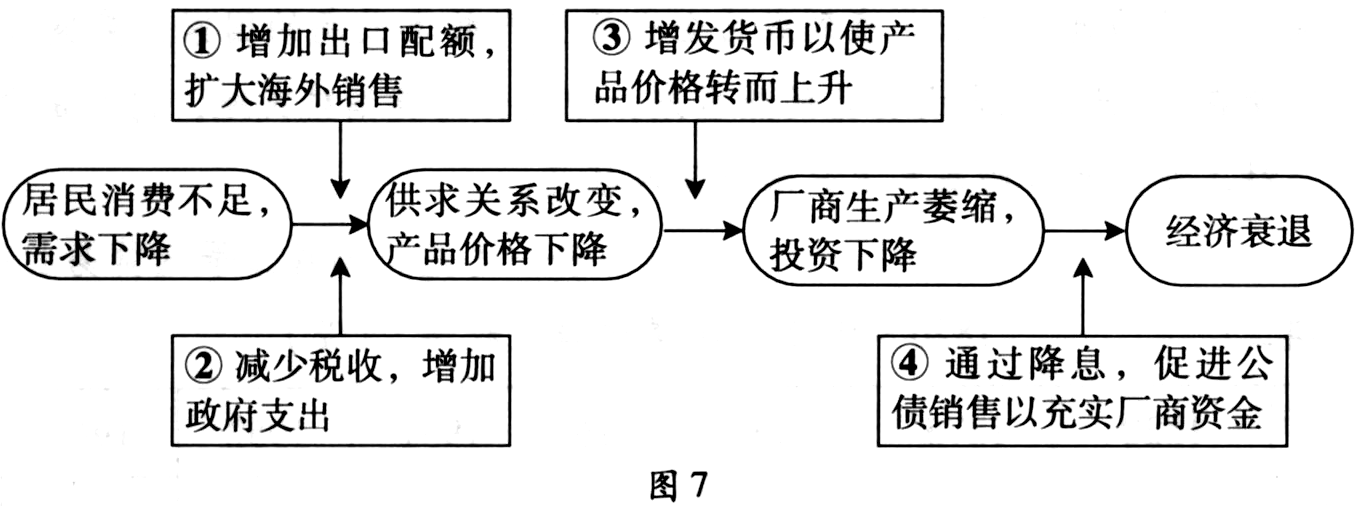 ① 增加出口配额，
扩大海外销售
③ 增发货币以使产
品价格转而上升
居民消费不足，
需求下降
供求关系改变，
产品价格下降
厂商生产萎缩，
投资下降
经济衰退
② 减少税收，增加
政府支出
④ 通过降息，促进公
债销售以充实厂商资金
图 7